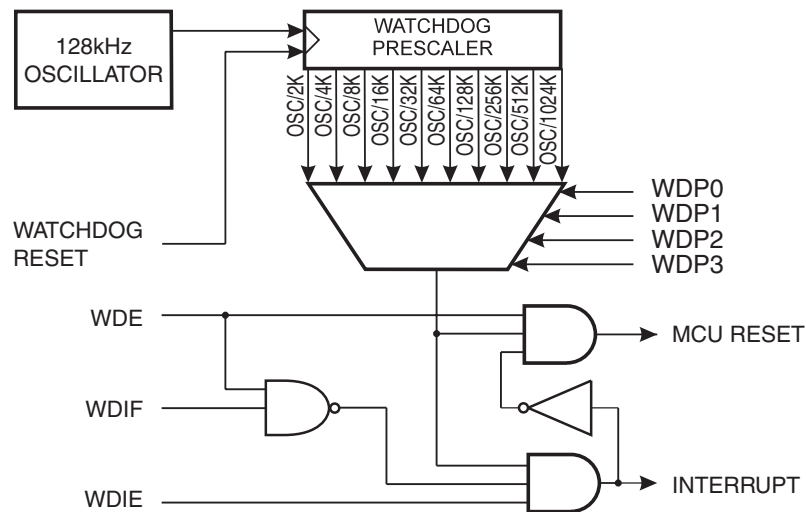 128kHz
OSCILLATOR
WATCHDOG
PRESCALER
OSC/2K
OSC/4K
OSC/8K
OSC/16K
OSC/32K
OSC/64K
OSC/128K
OSC/256K
OSC/512K
OSC/1024K
WDP0
WDP1
WDP2
WDP3
WATCHDOG
RESET
WDE
MCU RESET
WDIF
WDIE
INTERRUPT